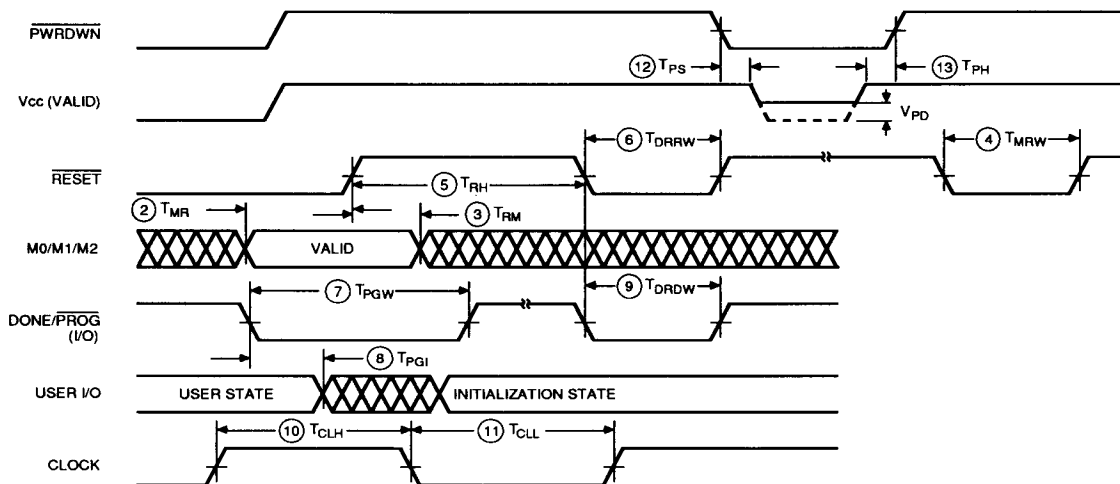 PWRDWN
12 TPS
13 TPH
Vcc (VALID)
VPD
6 TDRRW
4 TMRW
RESET
5 TRH
2 TMR
3 TRM
M0/M1/M2
VALID
7 TPGW
9 TDRDW
DONE/PROG
(I/O)
8 TPGI
USER I/O
USER STATE
INITIALIZATION STATE
10 TCLH
11 TCLL
CLOCK